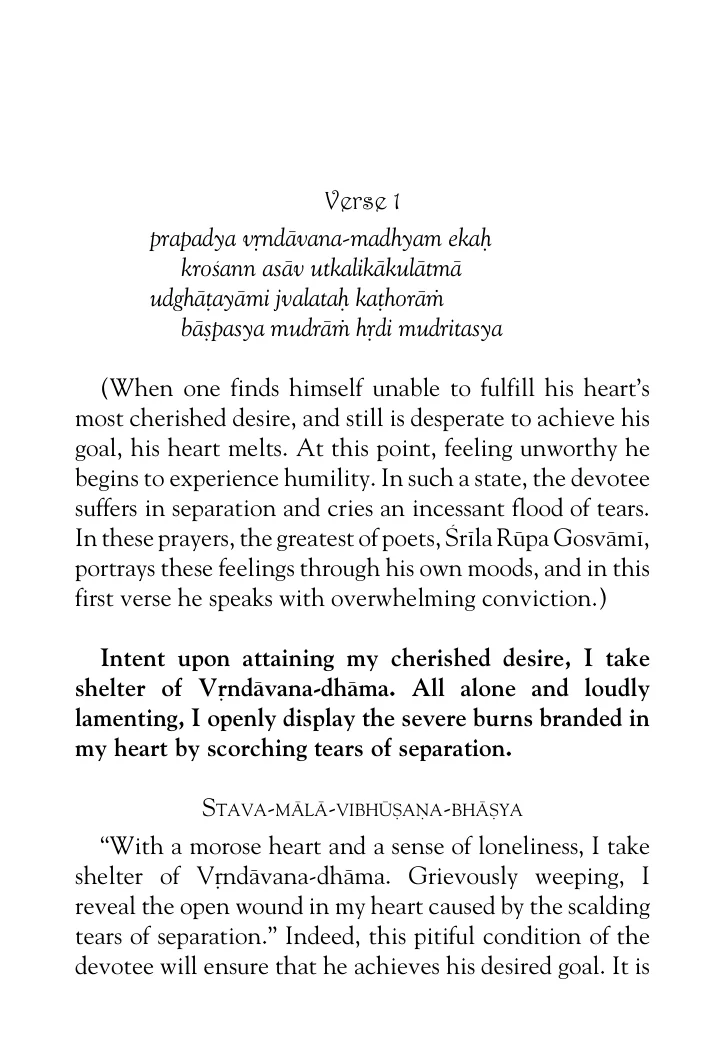 Verse 1
prapadya vṛndāvana-madhyam ekaḥ
krośann asāv utkalikākulātmā
udghāṭayāmi jvalataḥ kaṭhorāṁ
bāṣpasya mudrāṁ hṛdi mudritasya
(When one finds himself unable to fulfill his heart’s
most cherished desire, and still is desperate to achieve his
goal, his heart melts. At this point, feeling unworthy he
begins to experience humility. In such a state, the devotee
suffers in separation and cries an incessant flood of tears.
In these prayers, the greatest of poets, Śrīla Rūpa Gosvāmī,
portrays these feelings through his own moods, and in this
first verse he speaks with overwhelming conviction.)
Intent upon attaining my cherished desire, I take
shelter of Vṛndāvana-dhāma. All alone and loudly
lamenting, I openly display the severe burns branded in
my heart by scorching tears of separation.
Stava-mālā-vibhūṣaṇa-bhāṣya
“With a morose heart and a sense of loneliness, I take
shelter of Vṛndāvana-dhāma. Grievously weeping, I
reveal the open wound in my heart caused by the scalding
tears of separation.” Indeed, this pitiful condition of the
devotee will ensure that he achieves his desired goal. It is